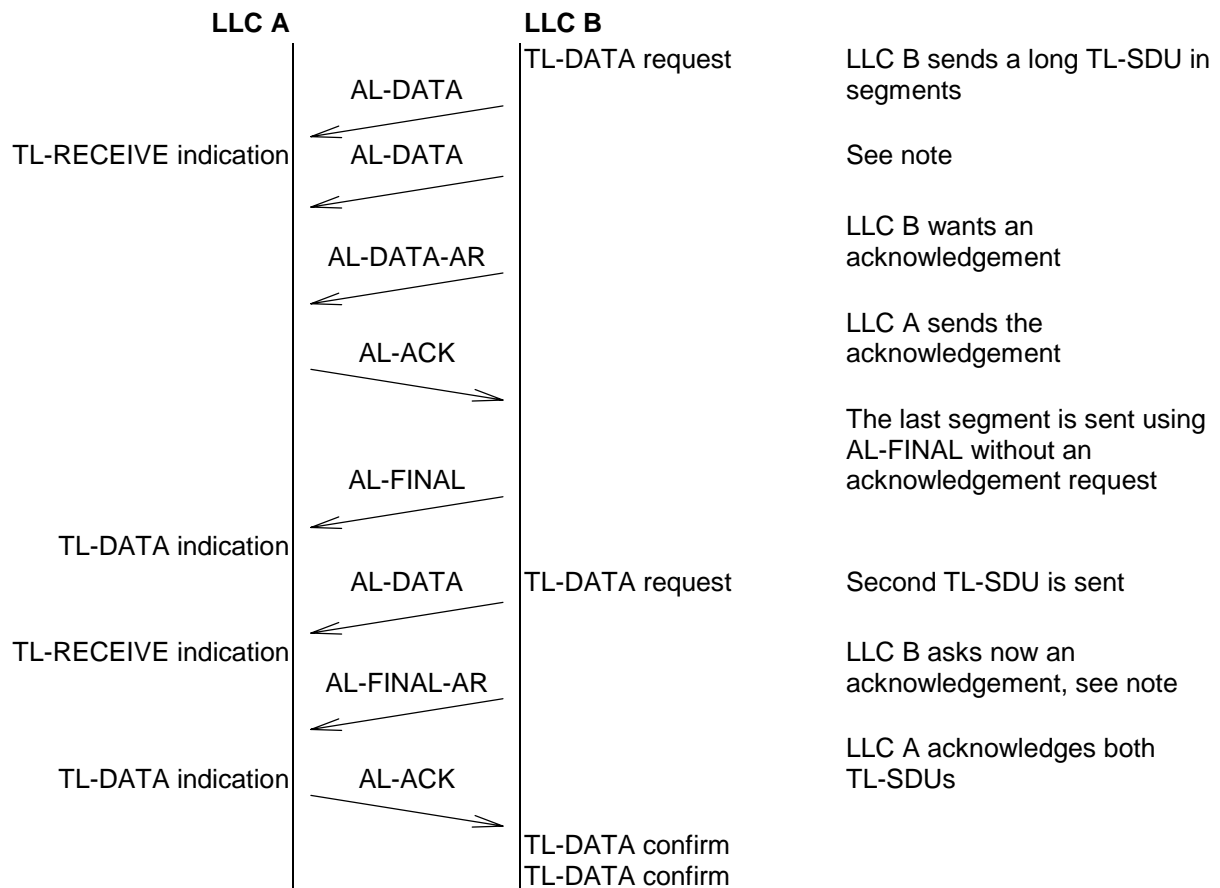 LLC A
LLC B
TL-DATA request
LLC B sends a long TL-SDU in
segments
AL-DATA
TL-RECEIVE indication
AL-DATA
See note
LLC B wants an
acknowledgement
AL-DATA-AR
LLC A sends the
acknowledgement
AL-ACK
The last segment is sent using
AL-FINAL without an
acknowledgement request
AL-FINAL
TL-DATA indication
AL-DATA
TL-DATA request
Second TL-SDU is sent
TL-RECEIVE indication
LLC B asks now an
acknowledgement, see note
AL-FINAL-AR
LLC A acknowledges both
TL-SDUs
TL-DATA indication
AL-ACK
TL-DATA confirm
TL-DATA confirm